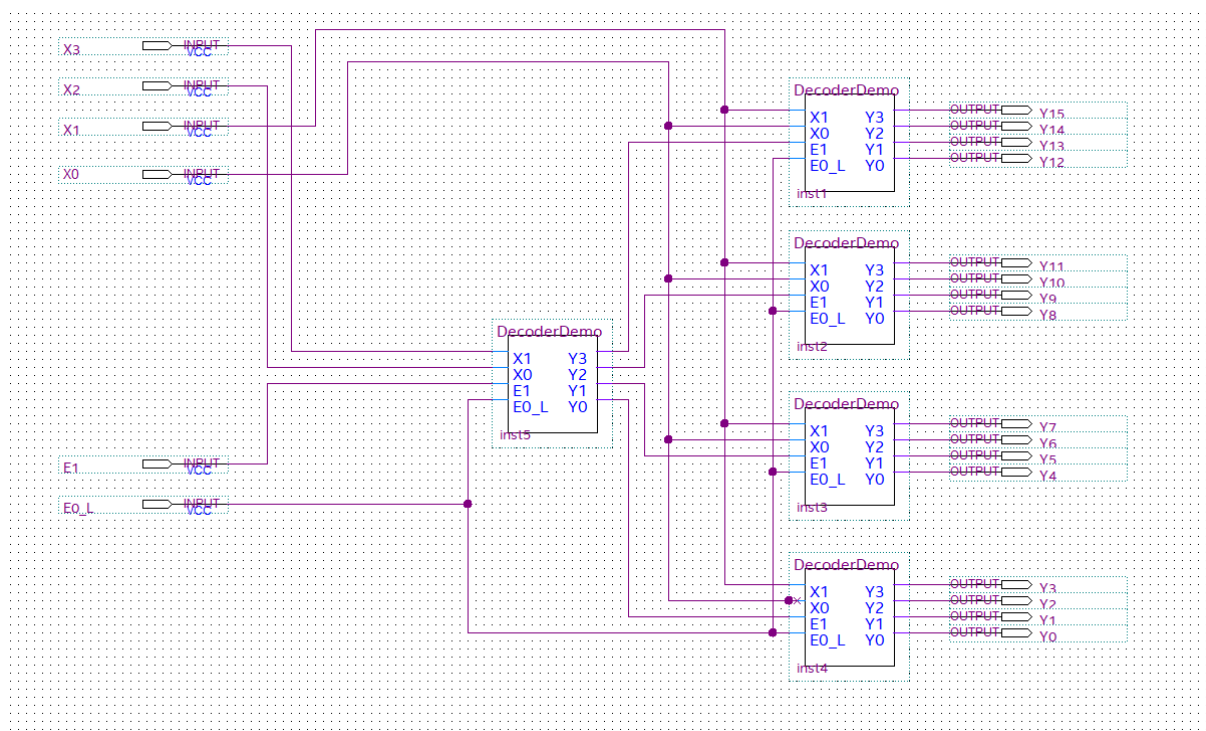 X3 INPUT
VCC
X2 INPUT
VCC
X1 INPUT
VCC
X0 INPUT
VCC
E1 INPUT
VCC
E0_L INPUT
VCC
DecoderDemo
X1 Y3
X0 Y2
E1 Y1
E0_L Y0
inst5
DecoderDemo
X1 Y3 OUTPUT Y15
X0 Y2 OUTPUT Y14
E1 Y1 OUTPUT Y13
E0_L Y0 OUTPUT Y12
inst1
DecoderDemo
X1 Y3 OUTPUT Y11
X0 Y2 OUTPUT Y10
E1 Y1 OUTPUT Y9
E0_L Y0 OUTPUT Y8
inst2
DecoderDemo
X1 Y3 OUTPUT Y7
X0 Y2 OUTPUT Y6
E1 Y1 OUTPUT Y5
E0_L Y0 OUTPUT Y4
inst3
DecoderDemo
X1 Y3 OUTPUT Y3
X0 Y2 OUTPUT Y2
E1 Y1 OUTPUT Y1
E0_L Y0 OUTPUT Y0
inst4